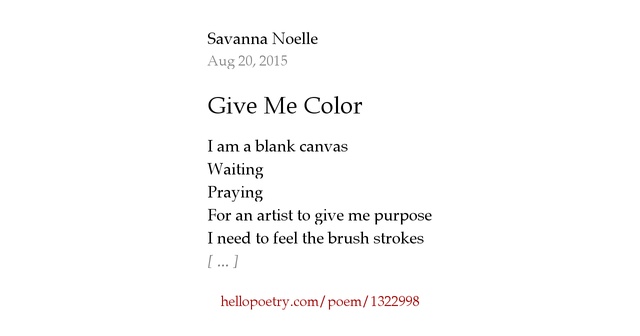 Savanna Noelle
Aug 20, 2015
Give Me Color
I am a blank canvas
Waiting
Praying
For an artist to give me purpose
I need to feel the brush strokes
[ ... ]
hellopoetry.com/poem/1322998